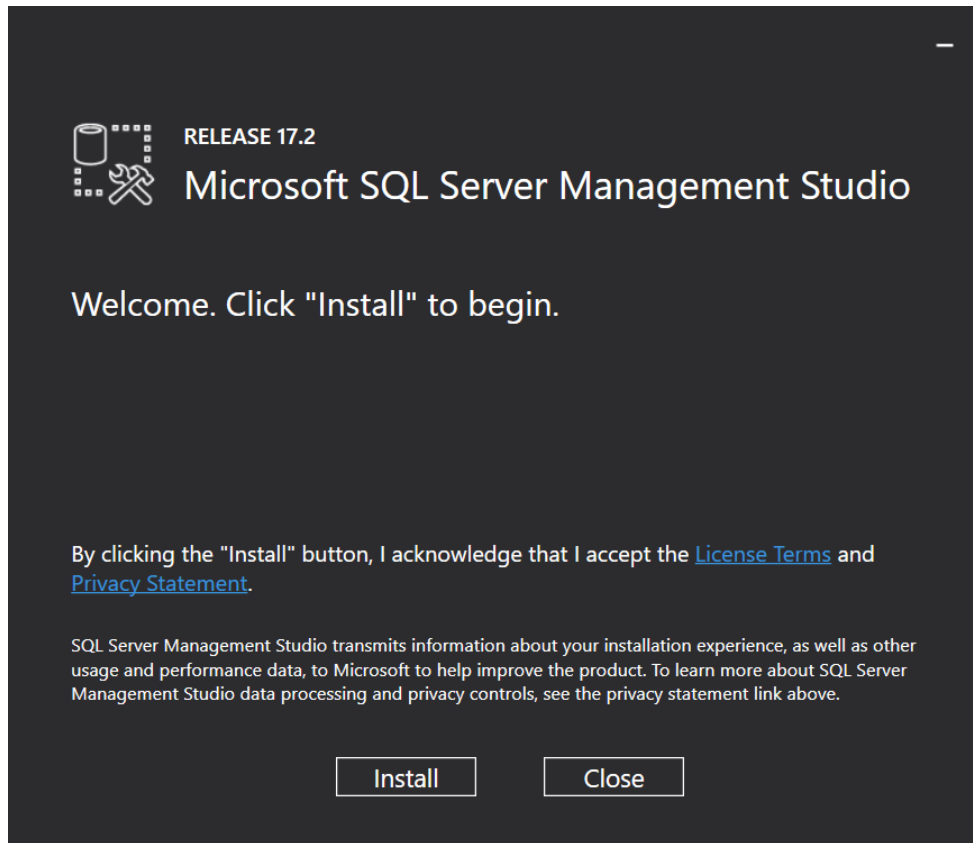 RELEASE 17.2
Microsoft SQL Server Management Studio
Welcome. Click "Install" to begin.
By clicking the "Install" button, I acknowledge that I accept the License Terms and
Privacy Statement.
SQL Server Management Studio transmits information about your installation experience, as well as other
usage and performance data, to Microsoft to help improve the product. To learn more about SQL Server
Management Studio data processing and privacy controls, see the privacy statement link above.
Install
Close